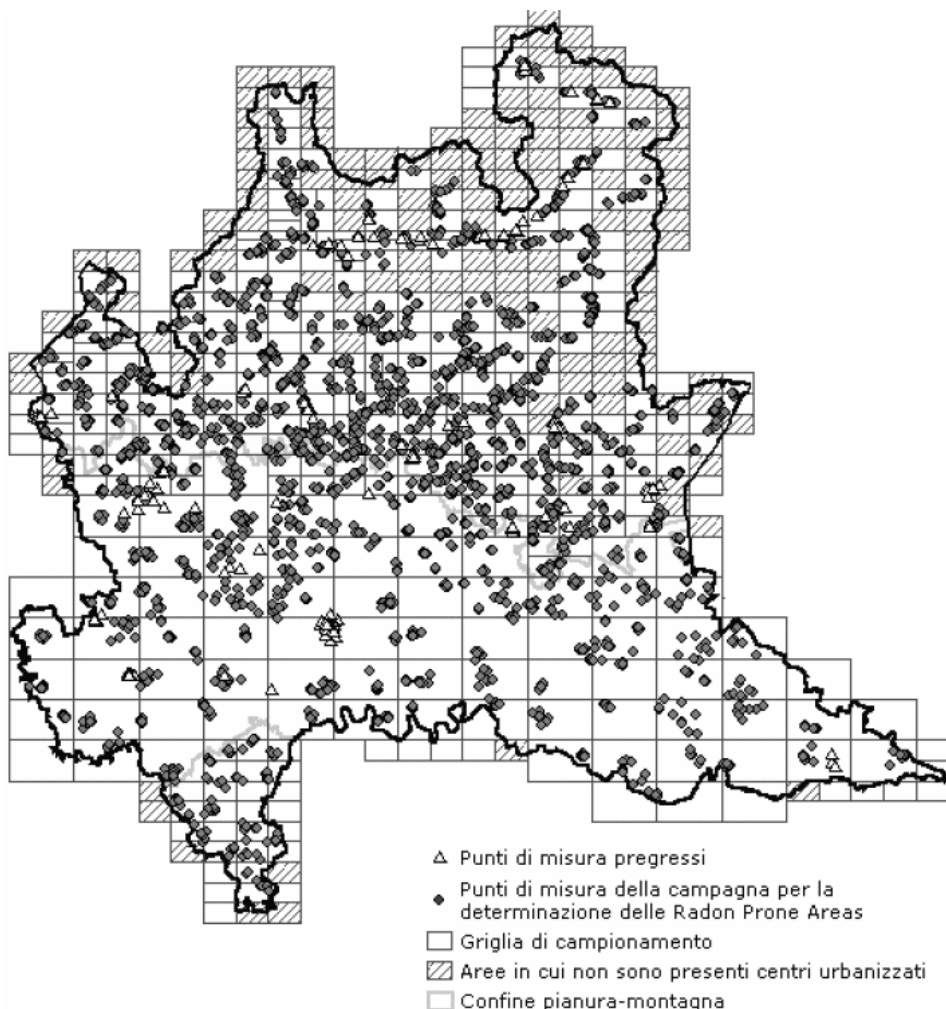 Punti di misura pregressi
Punti di misura della campagna per la
determinazione delle Radon Prone Areas
Griglia di campionamento
Aree in cui non sono presenti centri urbanizzati
Confine pianura-montagna